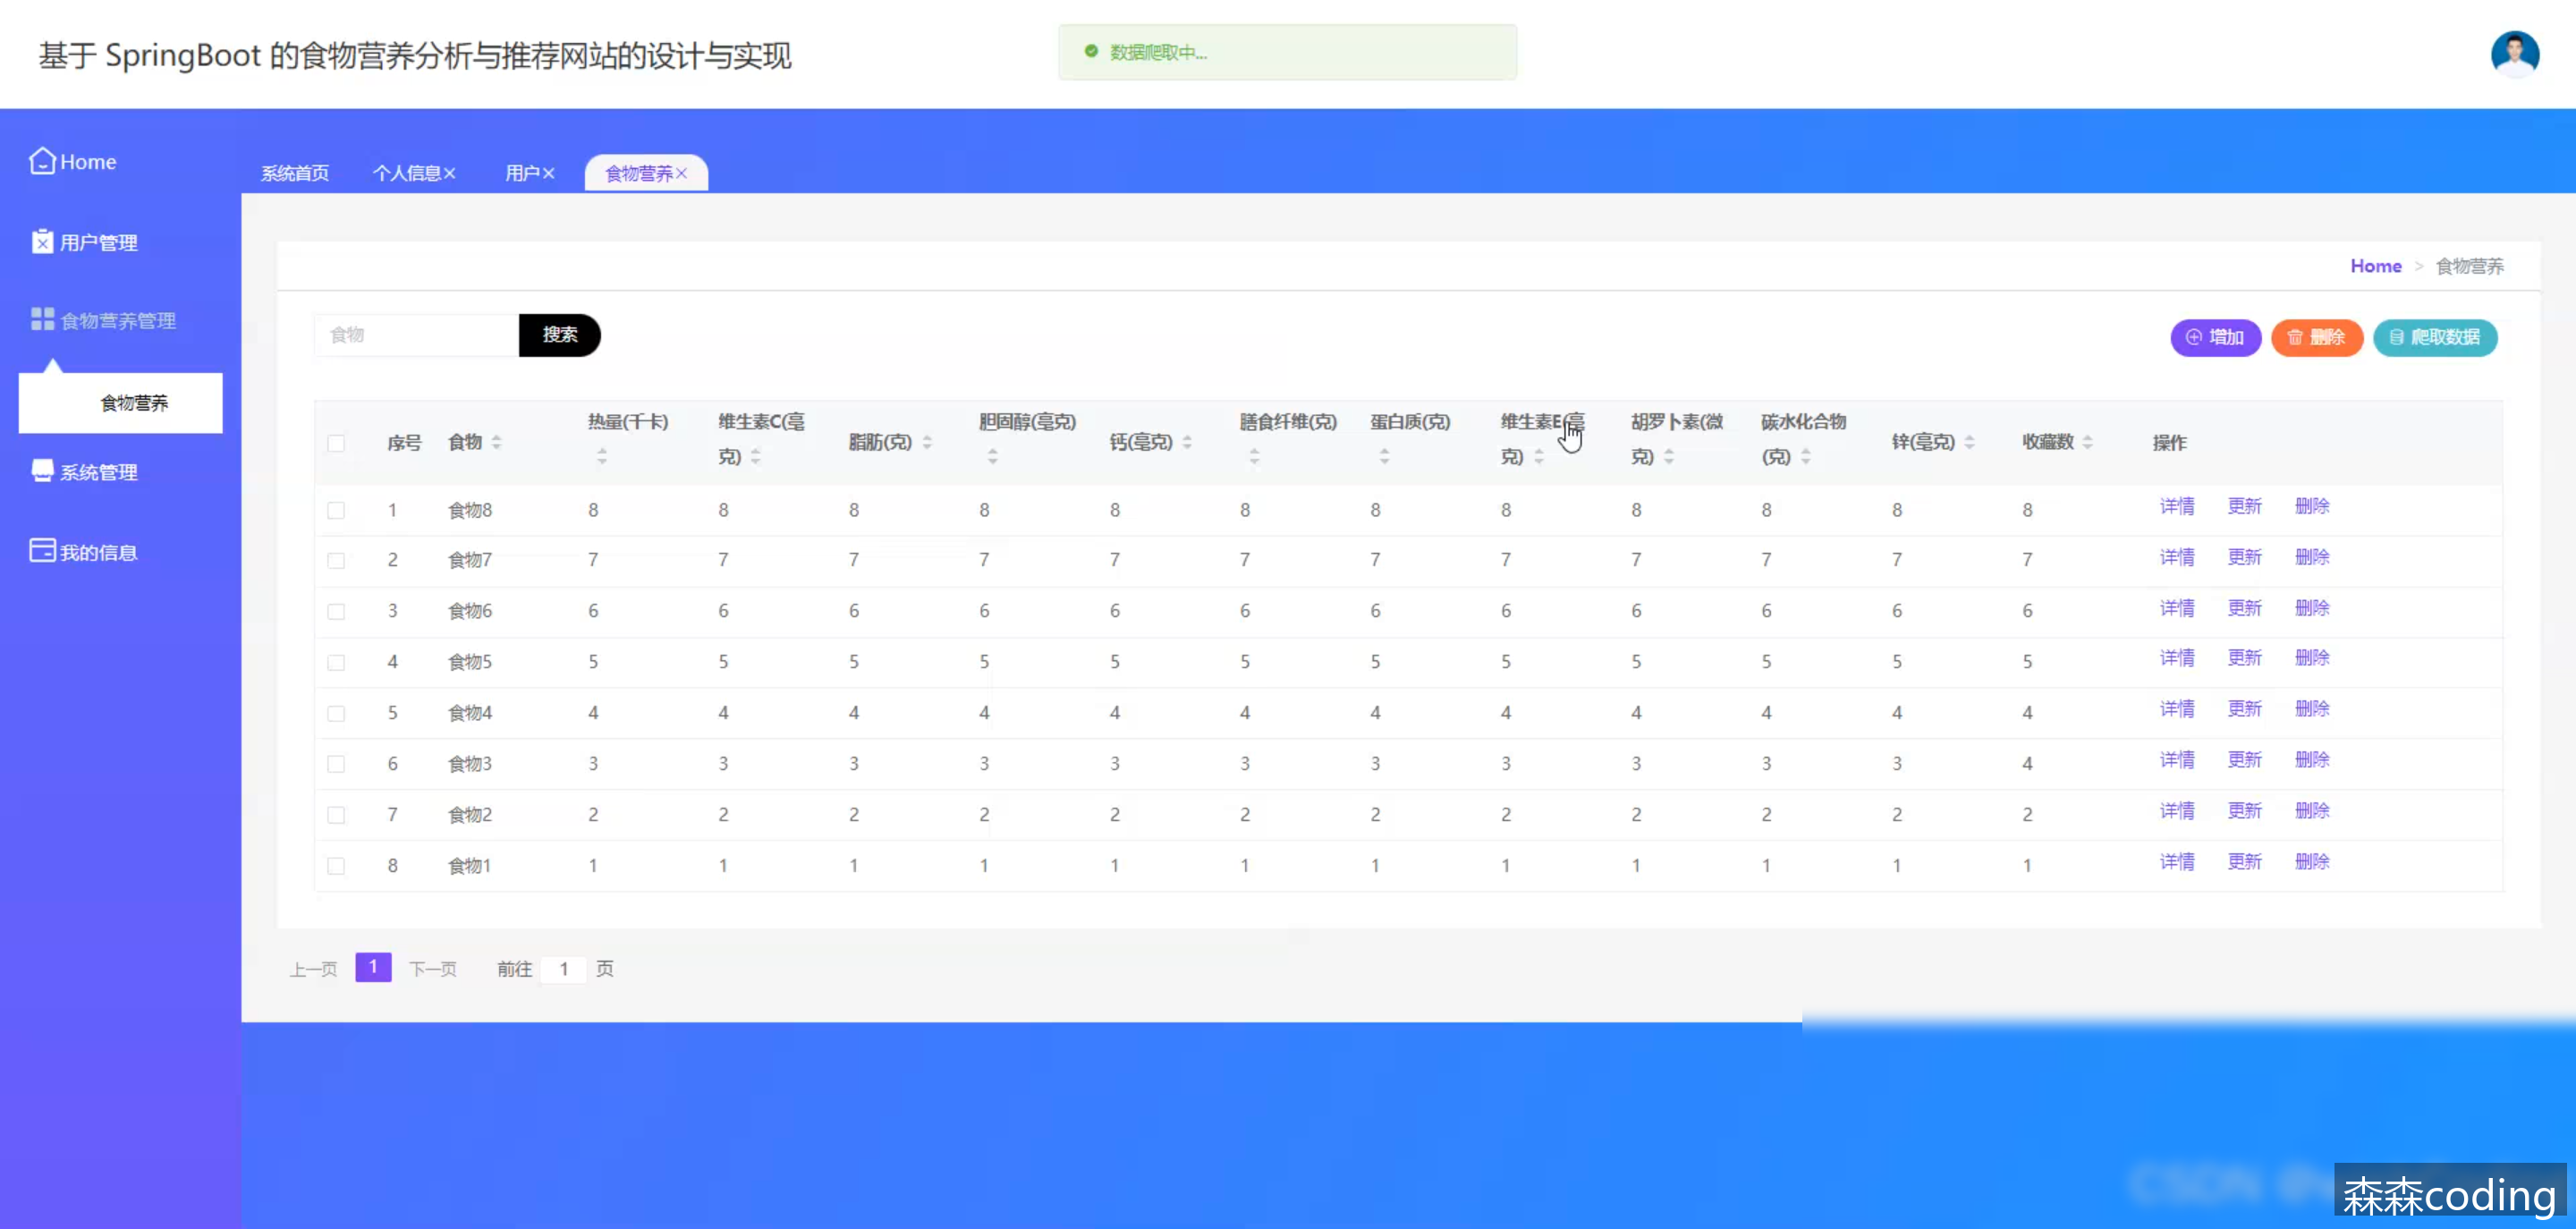 基于 SpringBoot 的食物营养分析与推荐网站的设计与实现
数据爬取中...
Home
系统首页 个人信息× 用户× 食物营养×
用户管理
Home > 食物营养
食物营养管理
食物 搜索 增加 删除 爬取数据
食物营养
序号 食物 热量(千卡) 维生素C(毫克) 脂肪(克) 胆固醇(毫克) 钙(毫克) 膳食纤维(克) 蛋白质(克) 维生素E(毫克) 胡罗卜素(微克) 碳水化合物(克) 锌(毫克) 收藏数 操作
系统管理
1 食物8 8 8 8 8 8 8 8 8 8 8 8 8 详情 更新 删除
我的信息
2 食物7 7 7 7 7 7 7 7 7 7 7 7 7 详情 更新 删除
3 食物6 6 6 6 6 6 6 6 6 6 6 6 6 详情 更新 删除
4 食物5 5 5 5 5 5 5 5 5 5 5 5 5 详情 更新 删除
5 食物4 4 4 4 4 4 4 4 4 4 4 4 4 详情 更新 删除
6 食物3 3 3 3 3 3 3 3 3 3 3 3 4 详情 更新 删除
7 食物2 2 2 2 2 2 2 2 2 2 2 2 2 详情 更新 删除
8 食物1 1 1 1 1 1 1 1 1 1 1 1 1 详情 更新 删除
上一页 1 下一页 前往 1 页
森森coding